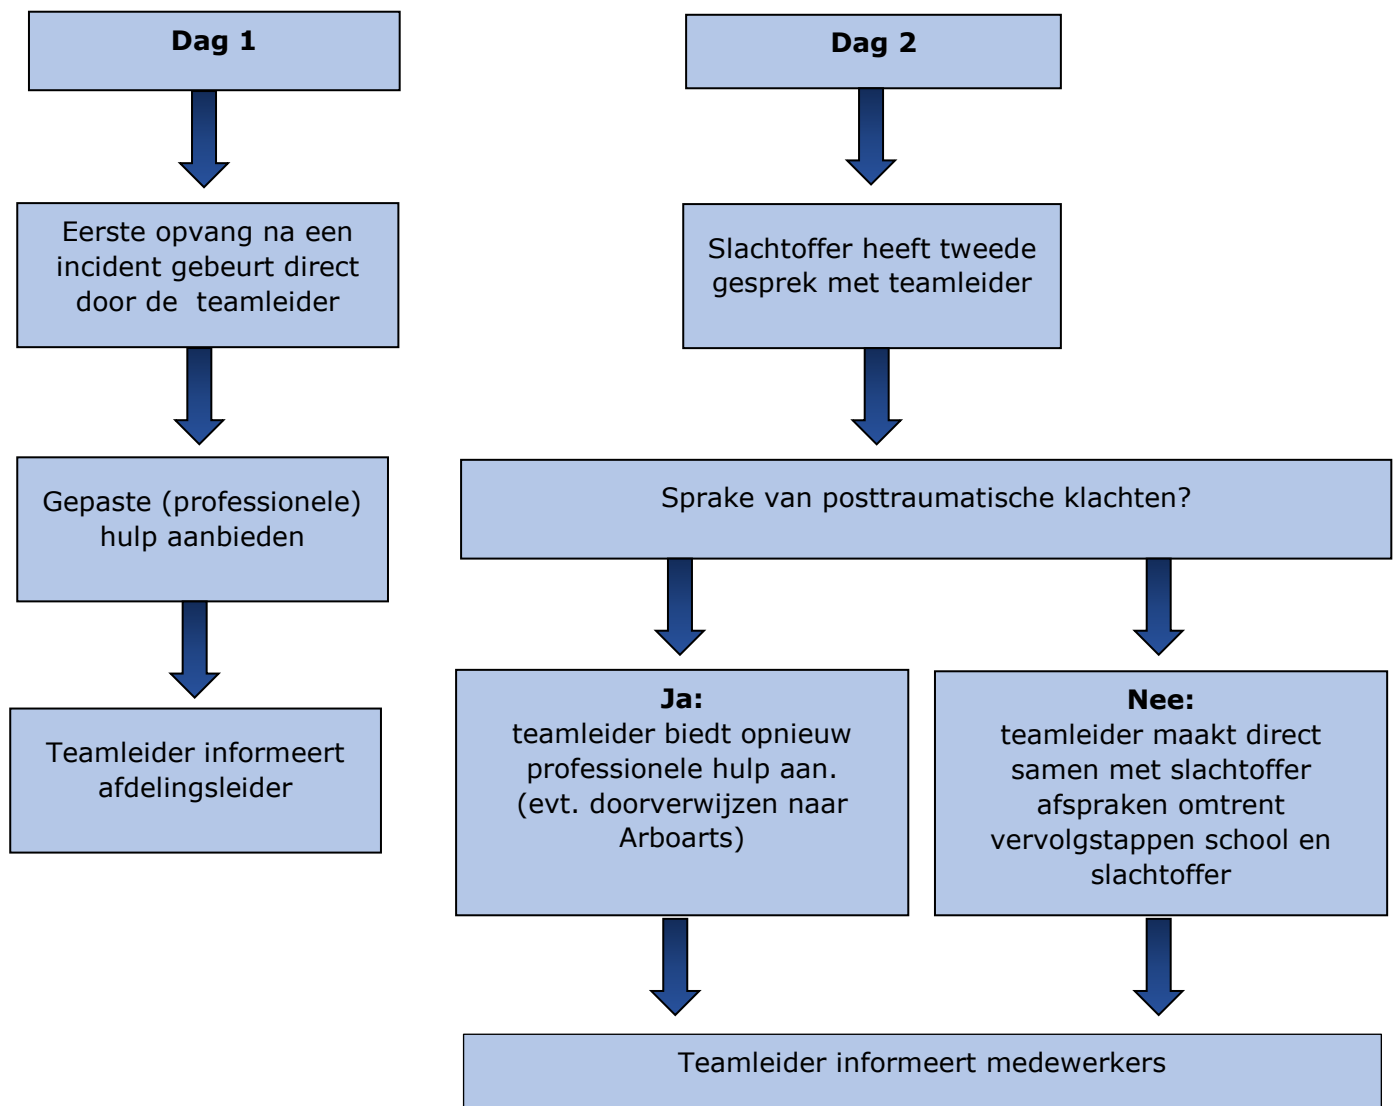 Dag 1
Eerste opvang na een
incident gebeurt direct
door de  teamleider
Gepaste (professionele)
hulp aanbieden
Teamleider informeert
afdelingsleider
Dag 2
Slachtoffer heeft tweede
gesprek met teamleider
Sprake van posttraumatische klachten?
Ja:
teamleider biedt opnieuw
professionele hulp aan.
(evt. doorverwijzen naar
Arboarts)
Nee:
teamleider maakt direct
samen met slachtoffer
afspraken omtrent
vervolgstappen school en
slachtoffer
Teamleider informeert medewerkers